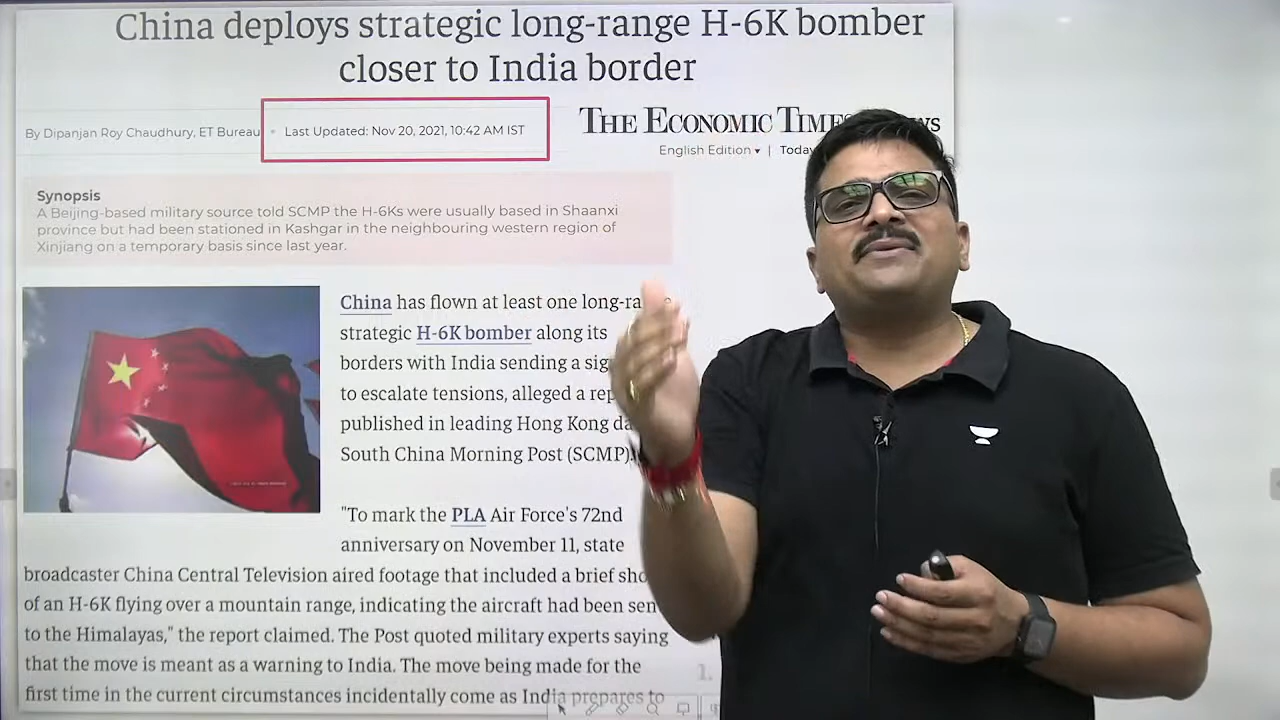 China deploys strategic long-range H-6K bomber
closer to India border
By Dipanjan Roy Chaudhury, ET Bureau • Last Updated: Nov 20, 2021, 10:42 AM IST
THE ECONOMIC TIMES
English Edition ▾ | Today
Synopsis
A Beijing-based military source told SCMP the H-6Ks were usually based in Shaanxi
province but had been stationed in Kashgar in the neighbouring western region of
Xinjiang on a temporary basis since last year.
China has flown at least one
strategic H-6K bomber along its
borders with India sending a
to escalate tensions, alleged a
published in leading Hong Kong
South China Morning Post (SCMP).
"To mark the PLA Air Force's 72nd
anniversary on November 11, state
broadcaster China Central Television aired footage that included a brief
of an H-6K flying over a mountain range, indicating the aircraft had been
to the Himalayas," the report claimed. The Post quoted military experts saying
that the move is meant as a warning to India. The move being made for the
first time in the current circumstances incidentally come as India prepares to
1.